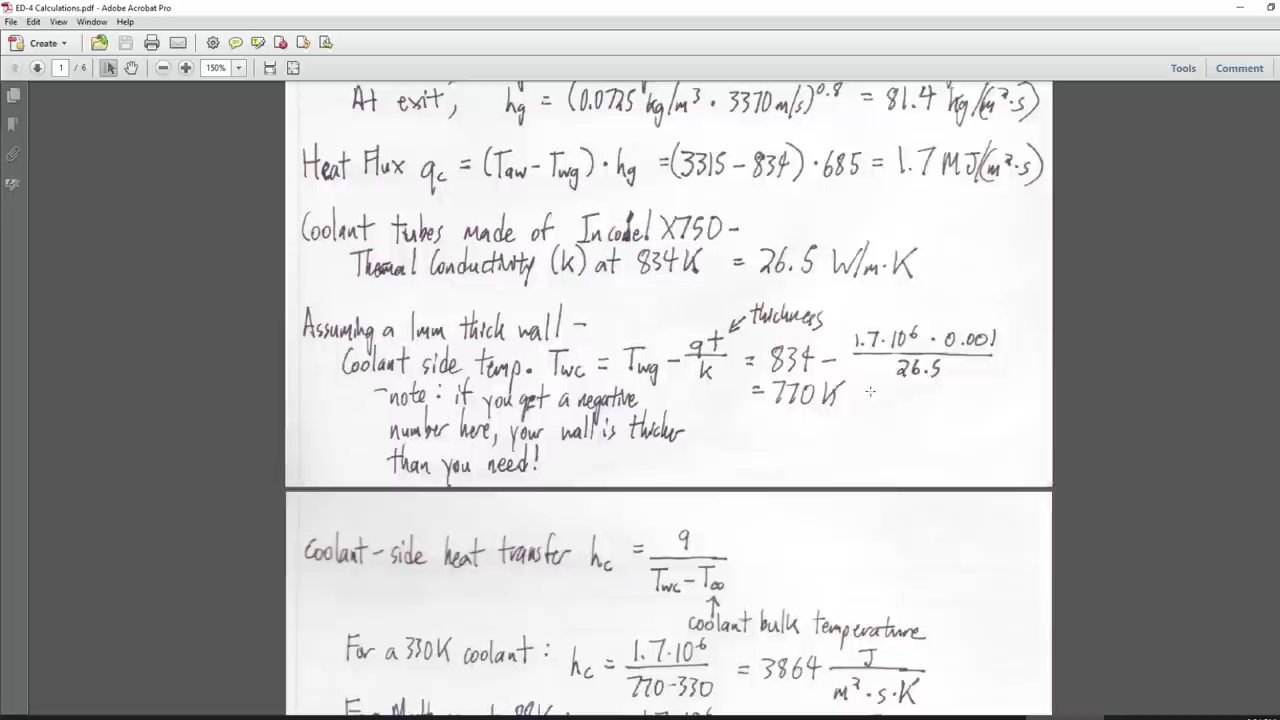 ED-4 Calculations.pdf - Adobe Acrobat Pro
File Edit View Window Help
Create
1 / 6 150% Tools Comment
At exit, hg = (0.0725 kg/m³ · 3370 m/s)^0.8 = 81.4 kg/(m²·s)
Heat Flux qc = (Taw - Twg) · hg = (3315 - 834) · 685 = 1.7 MJ/(m²·s)
Coolant tubes made of Inconel X750 -
Thermal Conductivity (k) at 834K = 26.5 W/m·K
thickness
Assuming a 1mm thick wall -
Coolant side temp. Twc = Twg - qt/k = 834 - 1.7·10⁶ · 0.001 / 26.5
= 770 K
- note: if you get a negative
number here, your wall is thicker
than you need!
Coolant-side heat transfer hc = q / Twc - T∞
coolant bulk temperature
For a 330K coolant: hc = 1.7·10⁻⁶ / 770-330 = 3864 J / m²·s·K